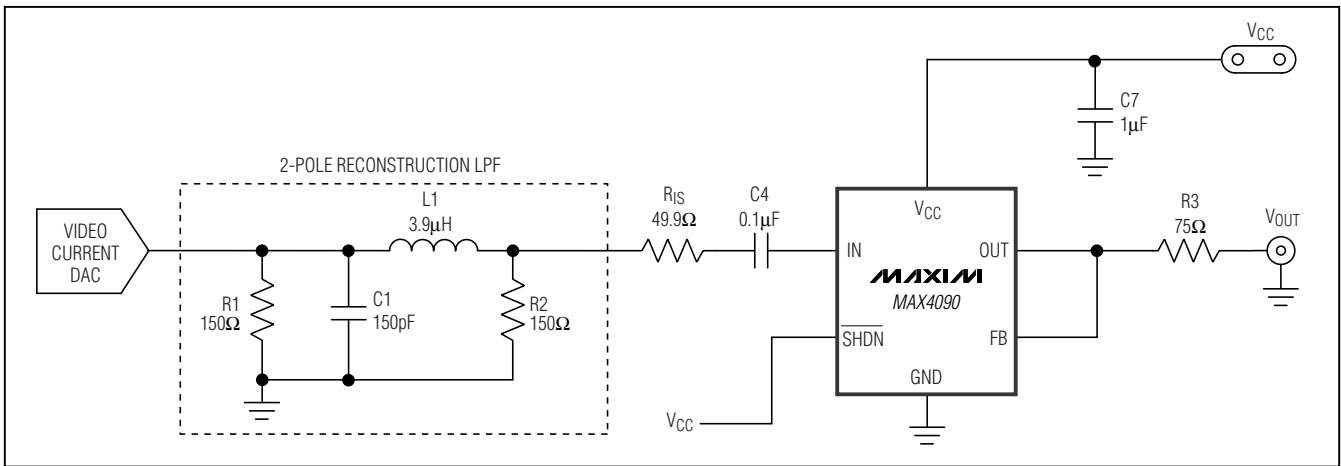 VCC
C7
1μF
2-POLE RECONSTRUCTION LPF
L1
3.9μH
RIS
49.9Ω
C4
0.1μF
VCC
R3
75Ω
VOUT
VIDEO
CURRENT
DAC
IN
OUT
MAXIM
MAX4090
R1
150Ω
C1
150pF
R2
150Ω
SHDN
FB
GND
VCC